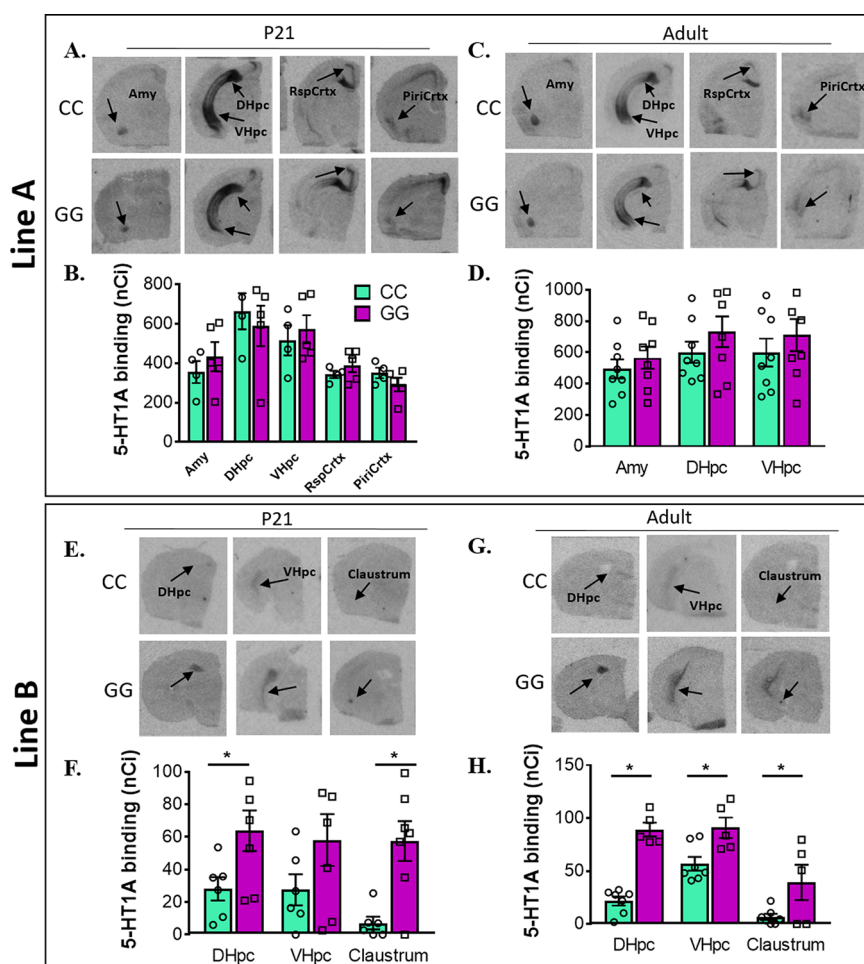 Line A
P21
A.
CC
Amy
DHpc
VHpc
RspCrtx
PiriCrtx
GG
B.
5-HT1A binding (nCi)
800
600
400
200
0
CC
GG
Amy
DHpc
VHpc
RspCrtx
PiriCrtx
Adult
C.
CC
Amy
DHpc
VHpc
RspCrtx
PiriCrtx
GG
D.
5-HT1A binding (nCi)
1000
800
600
400
200
0
Amy
DHpc
VHpc
Line B
P21
E.
CC
DHpc
VHpc
Claustrum
GG
F.
5-HT1A binding (nCi)
100
80
60
40
20
0
*
*
DHpc
VHpc
Claustrum
Adult
G.
CC
DHpc
VHpc
Claustrum
GG
H.
5-HT1A binding (nCi)
150
100
50
0
*
*
*
DHpc
VHpc
Claustrum